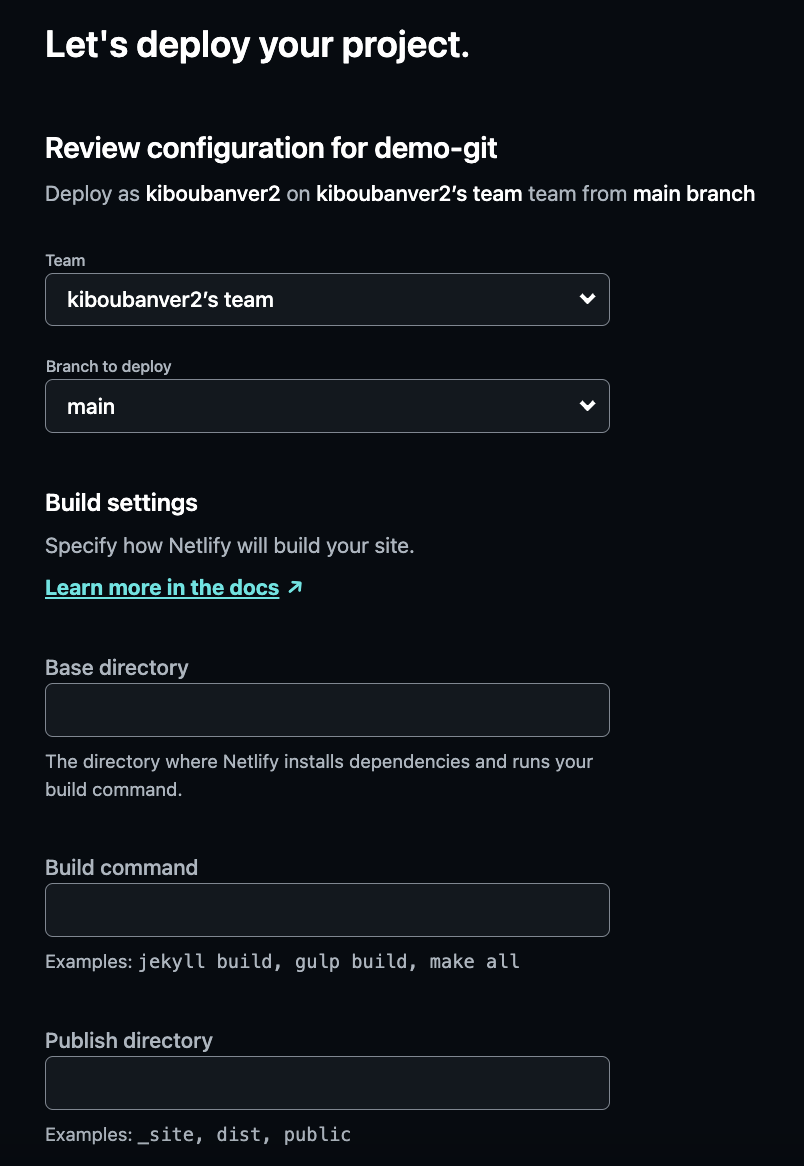 Let's deploy your project.
Review configuration for demo-git
Deploy as kiboubanver2 on kiboubanver2’s team team from main branch
Team
kiboubanver2’s team
Branch to deploy
main
Build settings
Specify how Netlify will build your site.
Learn more in the docs ↗
Base directory
The directory where Netlify installs dependencies and runs your
build command.
Build command
Examples: jekyll build, gulp build, make all
Publish directory
Examples: _site, dist, public